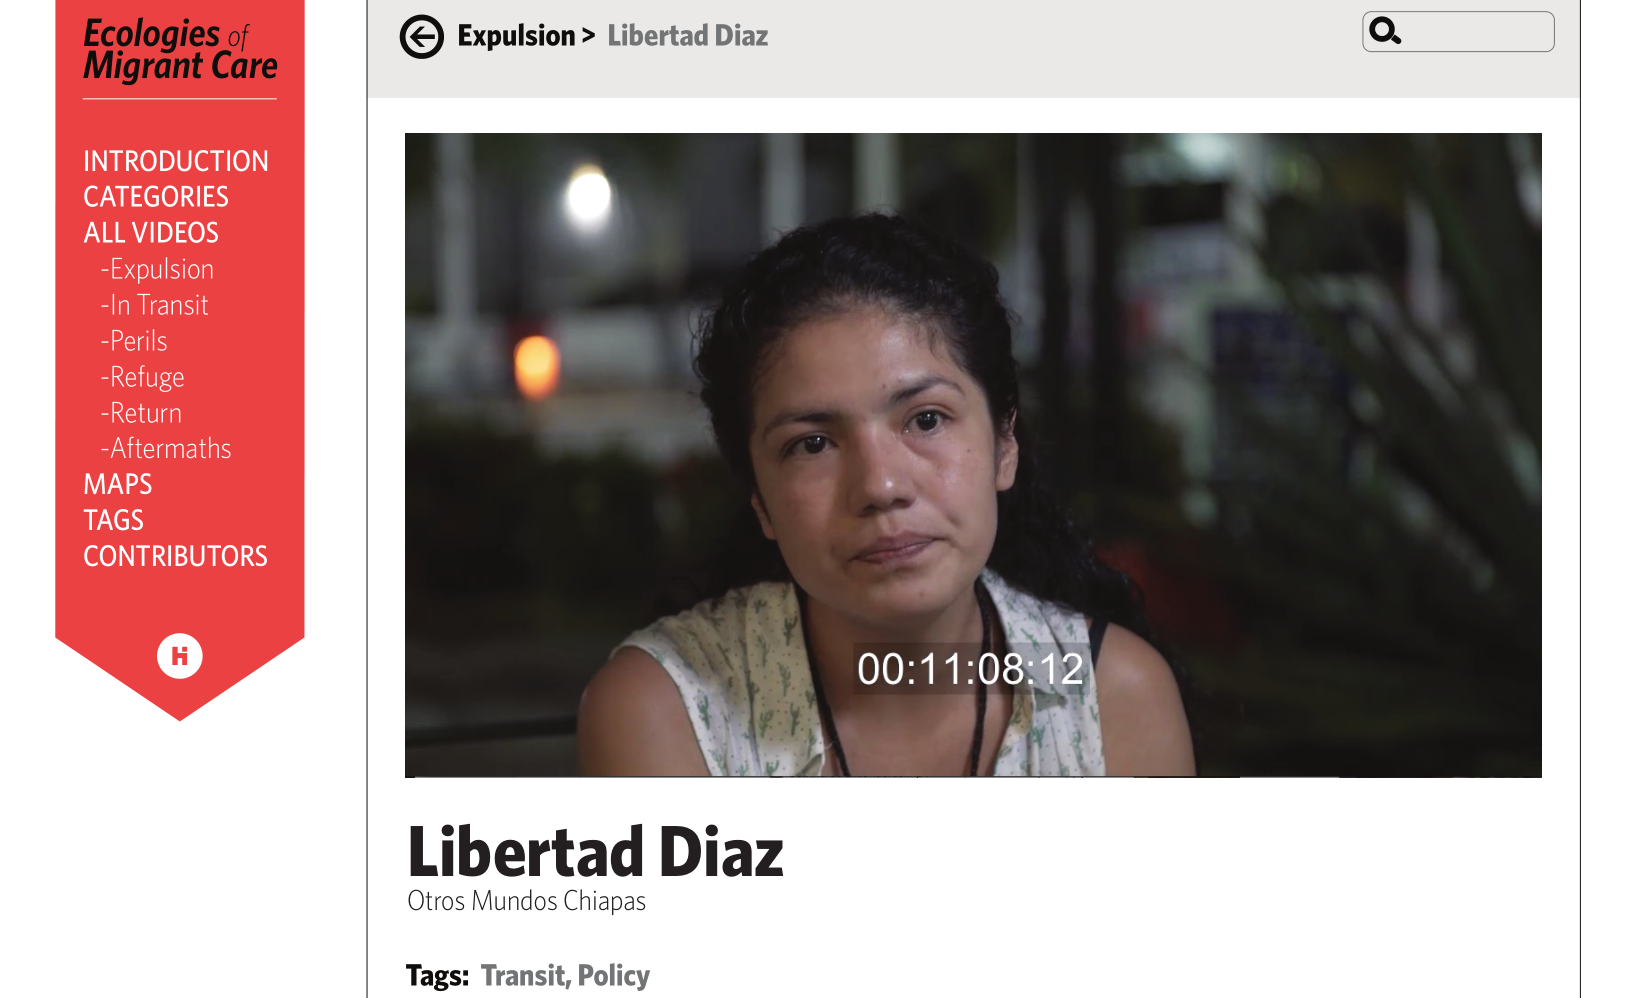 Ecologies of
Migrant Care
INTRODUCTION
CATEGORIES
ALL VIDEOS
-Expulsion
-In Transit
-Perils
-Refuge
-Return
-Aftermaths
MAPS
TAGS
CONTRIBUTORS
H
Expulsion > Libertad Diaz
00:11:08:12
Libertad Diaz
Otros Mundos Chiapas
Tags: Transit, Policy